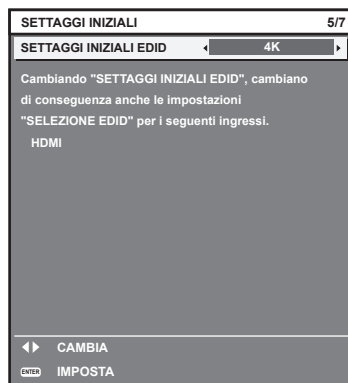 SETTAGGI INIZIALI 5/7
SETTAGGI INIZIALI EDID 4K
Cambiando "SETTAGGI INIZIALI EDID", cambiano
di conseguenza anche le impostazioni
"SELEZIONE EDID" per i seguenti ingressi.
HDMI
CAMBIA
ENTER IMPOSTA